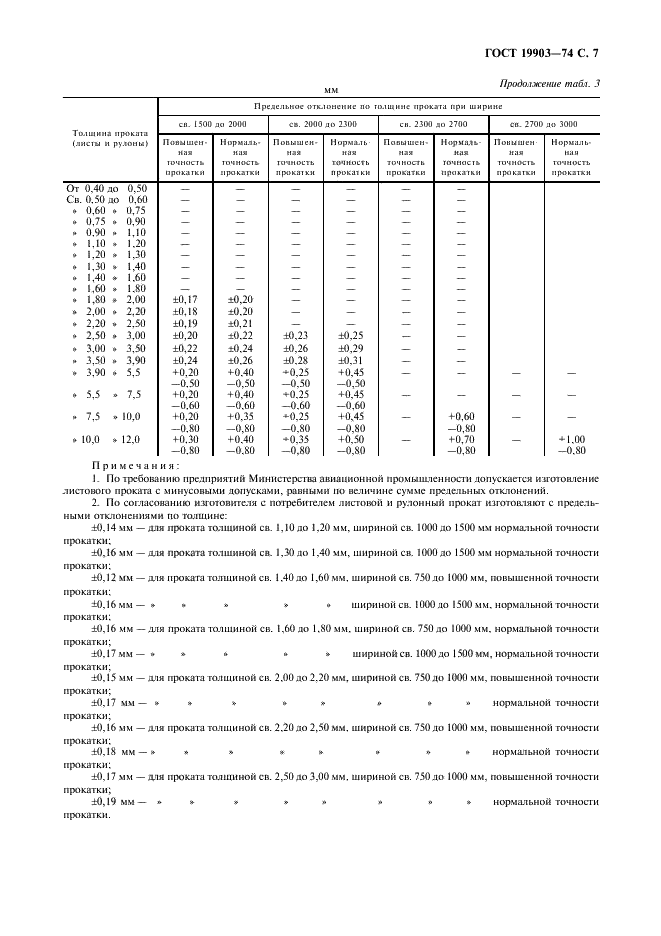 ГОСТ 19903—74 С. 7
Продолжение табл. 3
мм
Толщина проката (листы и рулоны)
Предельное отклонение по толщине проката при ширине
св. 1500 до 2000 св. 2000 до 2300 св. 2300 до 2700 св. 2700 до 3000
Повышен- Нормаль- Повышен- Нормаль- Повышен- Нормаль- Повышен- Нормаль-
ная ная ная ная ная ная ная ная
точность точность точность точность точность точность точность точность
прокатки прокатки прокатки прокатки прокатки прокатки прокатки прокатки
От 0,40 до 0,50 — — — — — —
Св. 0,50 до 0,60 — — — — — —
» 0,60 » 0,75 — — — — — —
» 0,75 » 0,90 — — — — — —
» 0,90 » 1,10 — — — — — —
» 1,10 » 1,20 — — — — — —
» 1,20 » 1,30 — — — — — —
» 1,30 » 1,40 — — — — — —
» 1,40 » 1,60 — — — — — —
» 1,60 » 1,80 — — — — — —
» 1,80 » 2,00 ±0,17 ±0,20 — — — —
» 2,00 » 2,20 ±0,18 ±0,20 — — — —
» 2,20 » 2,50 ±0,19 ±0,21 — — — —
» 2,50 » 3,00 ±0,20 ±0,22 ±0,23 ±0,25 — —
» 3,00 » 3,50 ±0,22 ±0,24 ±0,26 ±0,29 — —
» 3,50 » 3,90 ±0,24 ±0,26 ±0,28 ±0,31 — —
» 3,90 » 5,5 +0,20 +0,40 +0,25 +0,45 — — — —
—0,50 —0,50 —0,50 —0,50
» 5,5 » 7,5 +0,20 +0,40 +0,25 +0,45 — — — —
—0,60 —0,60 —0,60 —0,60
» 7,5 » 10,0 +0,20 +0,35 +0,25 +0,45 — +0,60 — —
—0,80 —0,80 —0,80 —0,80 —0,80
» 10,0 » 12,0 +0,30 +0,40 +0,35 +0,50 — +0,70 — +1,00
—0,80 —0,80 —0,80 —0,80 —0,80 —0,80
Примечания:
1. По требованию предприятий Министерства авиационной промышленности допускается изготовление
листового проката с минусовыми допусками, равными по величине сумме предельных отклонений.
2. По согласованию изготовителя с потребителем листовой и рулонный прокат изготовляют с предель-
ными отклонениями по толщине:
±0,14 мм — для проката толщиной св. 1,10 до 1,20 мм, шириной св. 1000 до 1500 мм нормальной точности
прокатки;
±0,16 мм — для проката толщиной св. 1,30 до 1,40 мм, шириной св. 1000 до 1500 мм, нормальной точности
прокатки;
±0,12 мм — для проката толщиной св. 1,40 до 1,60 мм, шириной св. 750 до 1000 мм, повышенной точности
прокатки;
±0,16 мм — » » » » » шириной св. 1000 до 1500 мм, нормальной точности
прокатки;
±0,16 мм — для проката толщиной св. 1,60 до 1,80 мм, шириной св. 750 до 1000 мм, нормальной точности
прокатки;
±0,17 мм — » » » » » шириной св. 1000 до 1500 мм, нормальной точности
прокатки;
±0,15 мм — для проката толщиной св. 2,00 до 2,20 мм, шириной св. 750 до 1000 мм, повышенной точности
прокатки;
±0,17 мм — » » » » » » » » нормальной точности
прокатки;
±0,16 мм — для проката толщиной св. 2,20 до 2,50 мм, шириной св. 750 до 1000 мм, повышенной точности
прокатки;
±0,18 мм — » » » » » » » » нормальной точности
прокатки;
±0,17 мм — для проката толщиной св. 2,50 до 3,00 мм, шириной св. 750 до 1000 мм, повышенной точности
прокатки;
±0,19 мм — » » » » » » » » нормальной точности
прокатки.